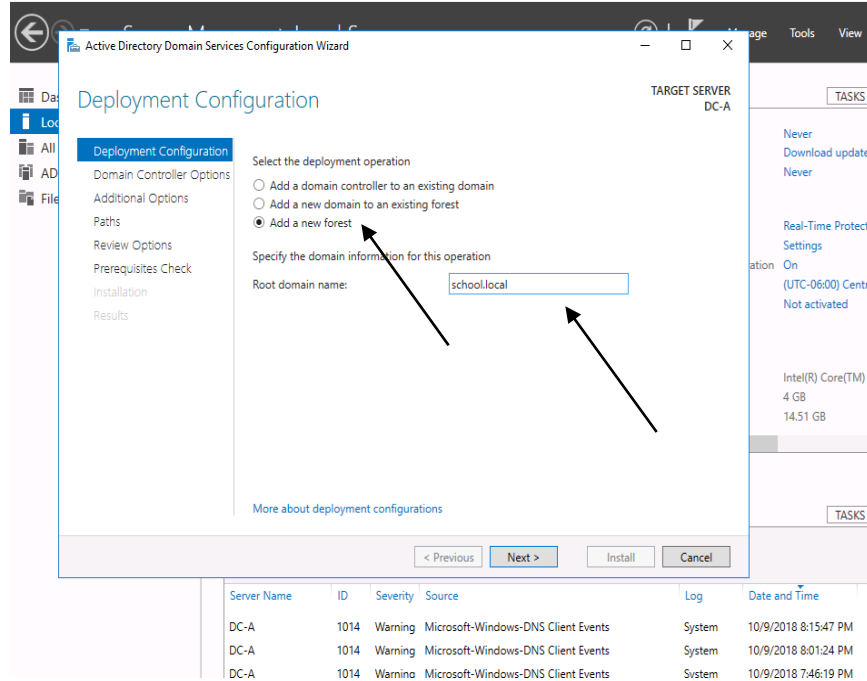 Manage Tools View
Active Directory Domain Services Configuration Wizard
Deployment Configuration
TARGET SERVER
DC-A
TASKS
Deployment Configuration
Domain Controller Options
Additional Options
Paths
Review Options
Prerequisites Check
Installation
Results
Select the deployment operation
Add a domain controller to an existing domain
Add a new domain to an existing forest
Add a new forest
Specify the domain information for this operation
Root domain name: school.local
More about deployment configurations
< Previous Next > Install Cancel
Das
Loc
All
AD
File
Never
Download update
Never
Real-Time Protect
Settings
ation On
(UTC-06:00) Centr
Not activated
Intel(R) Core(TM)
4 GB
14.51 GB
TASKS
Server Name ID Severity Source Log Date and Time
DC-A 1014 Warning Microsoft-Windows-DNS Client Events System 10/9/2018 8:15:47 PM
DC-A 1014 Warning Microsoft-Windows-DNS Client Events System 10/9/2018 8:01:24 PM
DC-A 1014 Warning Microsoft-Windows-DNS Client Events System 10/9/2018 7:46:19 PM